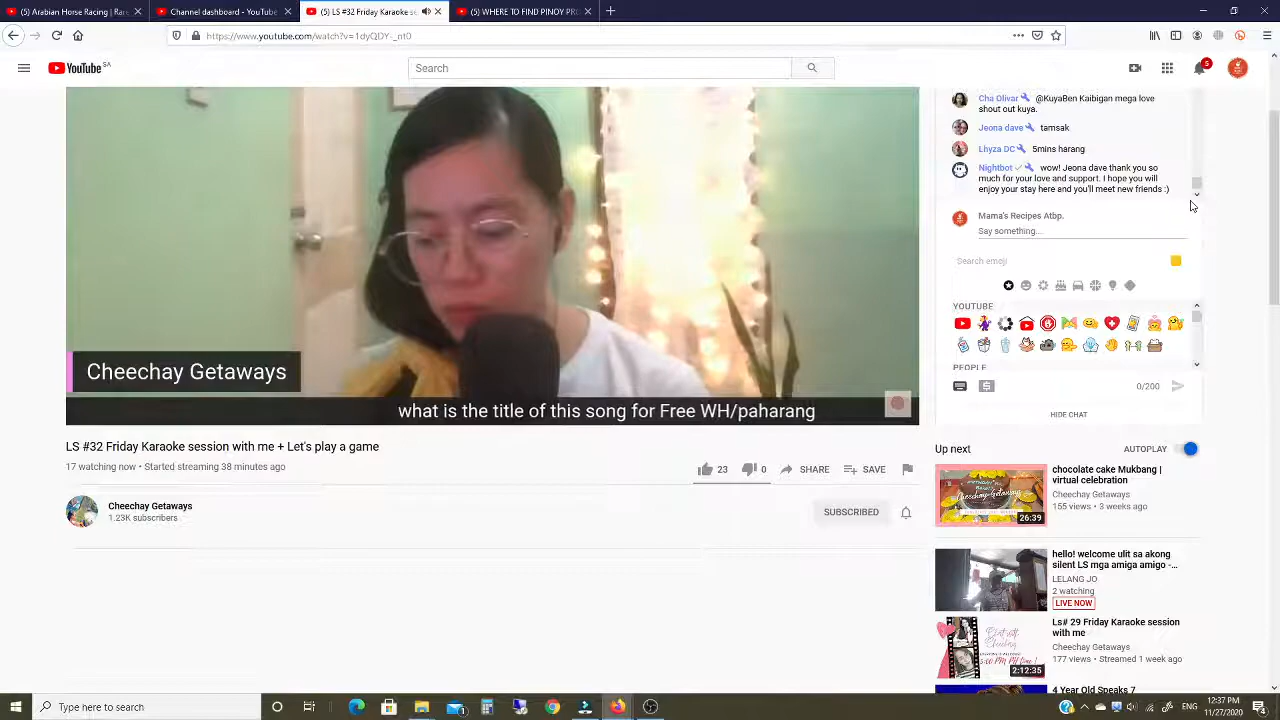 (5) Arabian Horse Racing | Rare
Channel dashboard - YouTube
(5) LS #32 Friday Karaoke se
(5) WHERE TO FIND PINOY PRO
https://www.youtube.com/watch?v=1dyQDY-_nt0
YouTube SA
Search
5
Cha Olivar @KuyaBen Kaibigan mega love
shout out kuya.
Jeona dave tamsak
Lhyza DC 5mins harang
Nightbot wow! Jeona dave thank you so
much for your love and support. I hope you will
enjoy your stay here and you'll meet new friends :)
Mama's Recipes Atbp.
Say something...
Search emoji
YOUTUBE
PEOPLE
0/200
HIDE CHAT
Cheechay Getaways
what is the title of this song for Free WH/paharang
LS #32 Friday Karaoke session with me + Let's play a game
17 watching now • Started streaming 38 minutes ago
23
0
SHARE
SAVE
Cheechay Getaways
1.23K subscribers
SUBSCRIBED
Up next
AUTOPLAY
chocolate cake Mukbang |
virtual celebration
Cheechay Getaways
155 views • 3 weeks ago
26:39
hello! welcome ulit sa akong
silent LS mga amiga amigo -...
LELANG JO
2 watching
LIVE NOW
Ls# 29 Friday Karaoke session
with me
Cheechay Getaways
177 views • Streamed 1 week ago
2:12:35
4 Year Old Speaks 7
Type here to search
ENG
12:37 PM
11/27/2020